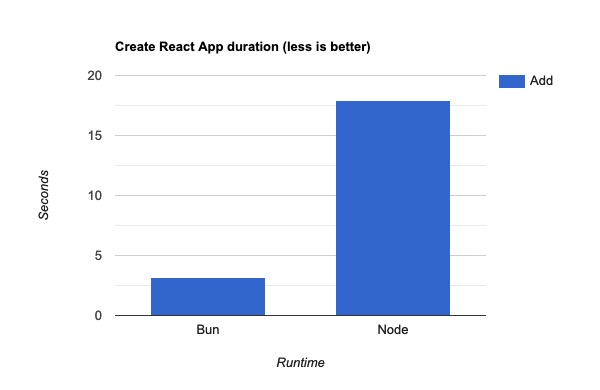 Create React App duration (less is better)
20
Add
15
10
5
0
Seconds
Bun
Node
Runtime